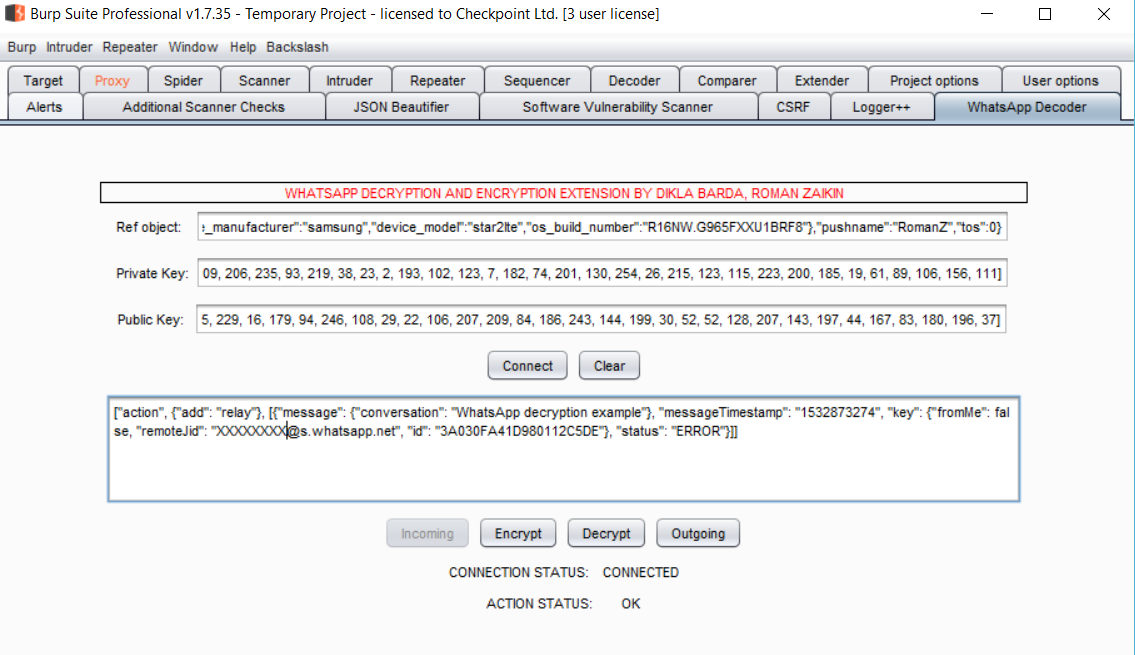 Burp Suite Professional v1.7.35 - Temporary Project - licensed to Checkpoint Ltd. [3 user license]
Burp Intruder Repeater Window Help Backslash
Target Proxy Spider Scanner Intruder Repeater Sequencer Decoder Comparer Extender Project options User options
Alerts Additional Scanner Checks JSON Beautifier Software Vulnerability Scanner CSRF Logger++ WhatsApp Decoder
WHATSAPP DECRYPTION AND ENCRYPTION EXTENSION BY DIKLA BARDA, ROMAN ZAIKIN
Ref object: e_manufacturer":"samsung","device_model":"star2lte","os_build_number":"R16NW.G965FXXU1BRF8"},"pushname":"RomanZ","tos":0}
Private Key: 09, 206, 235, 93, 219, 38, 23, 2, 193, 102, 123, 7, 182, 74, 201, 130, 254, 26, 215, 123, 115, 223, 200, 185, 19, 61, 89, 106, 156, 111]
Public Key: 5, 229, 16, 179, 94, 246, 108, 29, 22, 106, 207, 209, 84, 186, 243, 144, 199, 30, 52, 52, 128, 207, 143, 197, 44, 167, 83, 180, 196, 37]
Connect Clear
["action", {"add": "relay"}, [{"message": {"conversation": "WhatsApp decryption example"}, "messageTimestamp": "1532873274", "key": {"fromMe": fal
se, "remoteJid": "XXXXXXXX@s.whatsapp.net", "id": "3A030FA41D980112C5DE"}, "status": "ERROR"}]]
Incoming Encrypt Decrypt Outgoing
CONNECTION STATUS: CONNECTED
ACTION STATUS: OK